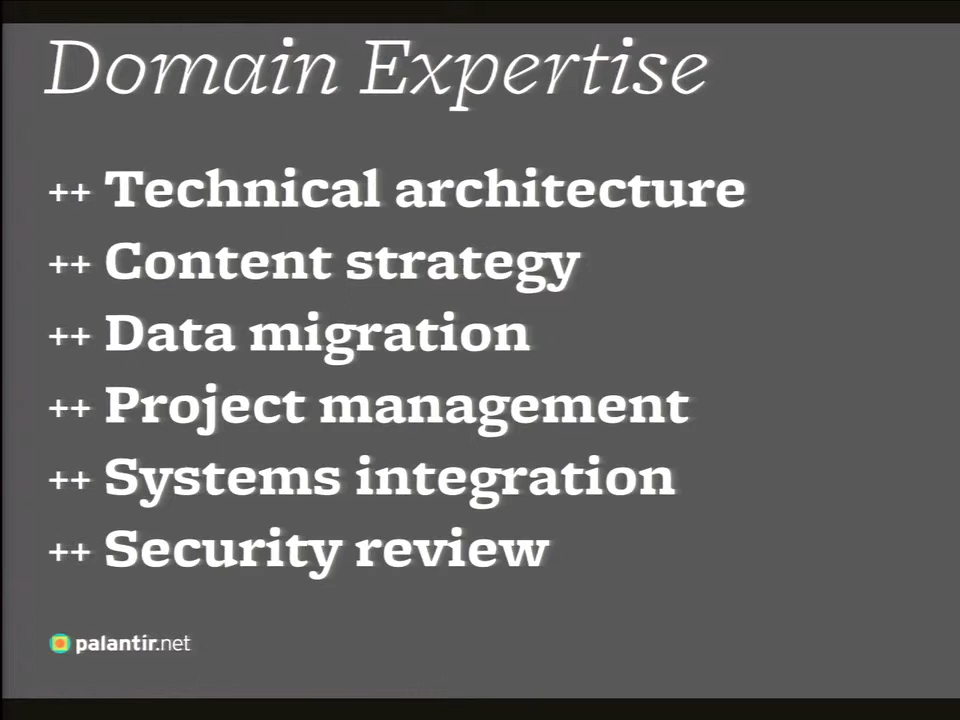 Domain Expertise
++ Technical architecture
++ Content strategy
++ Data migration
++ Project management
++ Systems integration
++ Security review
palantir.net